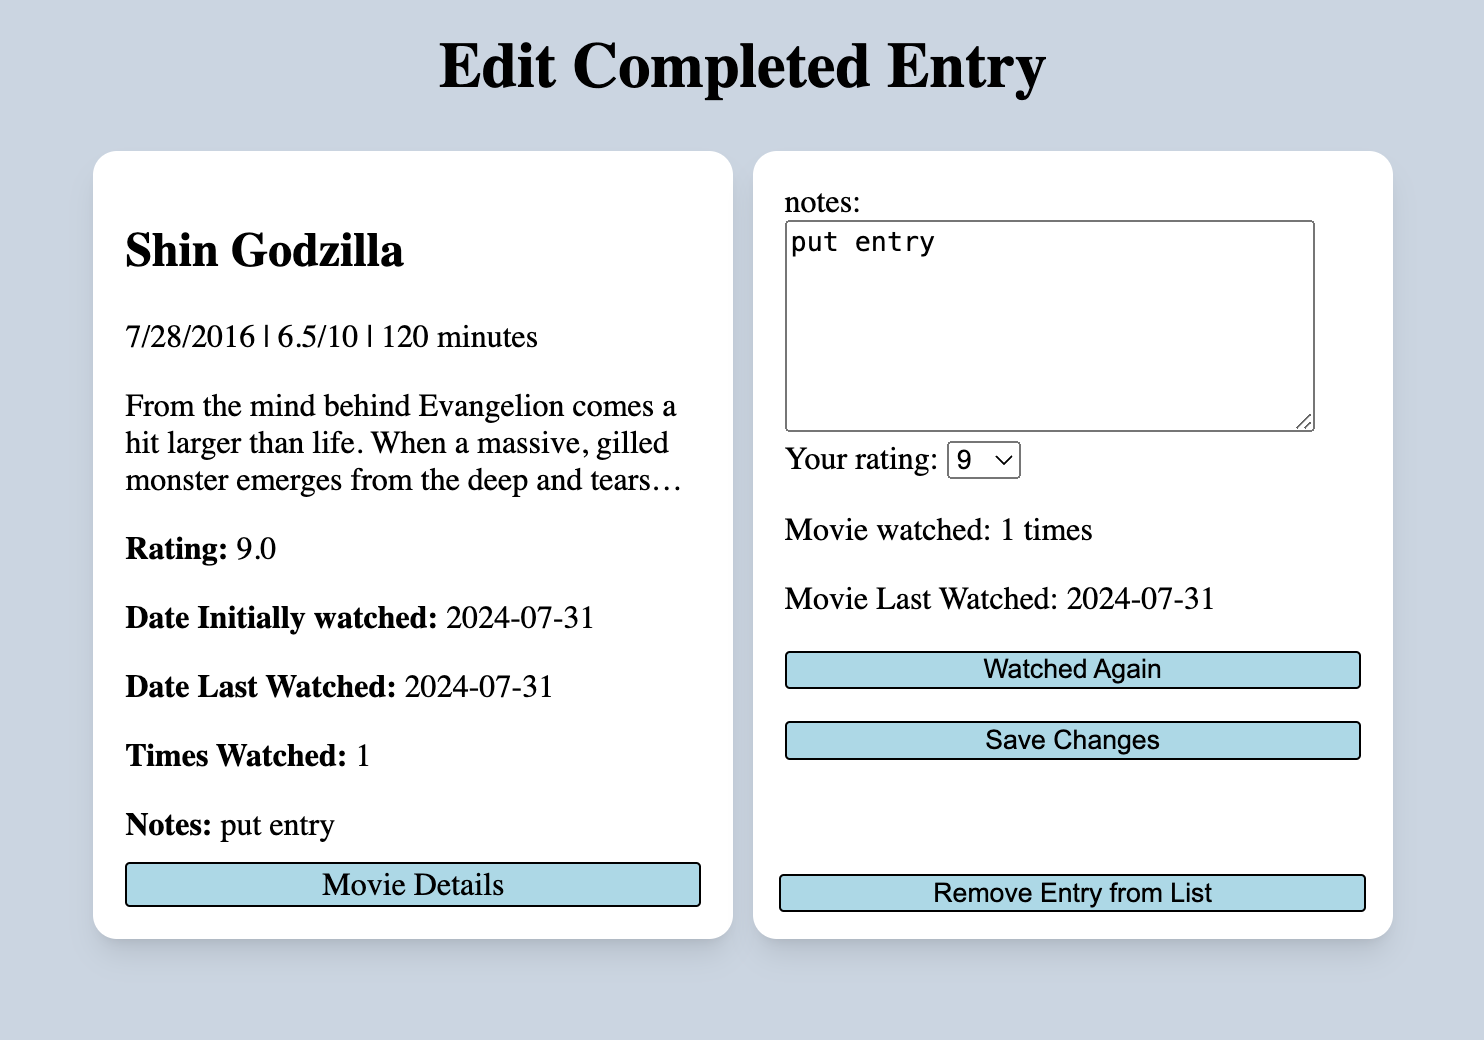 Edit Completed Entry
Shin Godzilla
7/28/2016 | 6.5/10 | 120 minutes
From the mind behind Evangelion comes a
hit larger than life. When a massive, gilled
monster emerges from the deep and tears…
Rating: 9.0
Date Initially watched: 2024-07-31
Date Last Watched: 2024-07-31
Times Watched: 1
Notes: put entry
Movie Details
notes:
put entry
Your rating: 9
Movie watched: 1 times
Movie Last Watched: 2024-07-31
Watched Again
Save Changes
Remove Entry from List